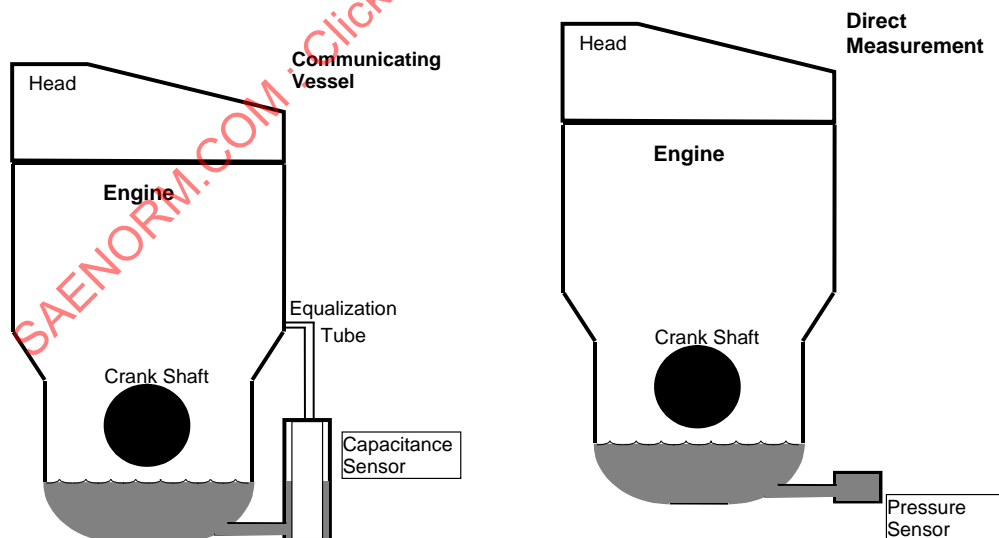 Communicating
Vessel
Head
Engine
Equalization
Tube
Crank Shaft
Capacitance
Sensor
SAENORM.COM : Click
Direct
Measurement
Head
Engine
Crank Shaft
Pressure
Sensor